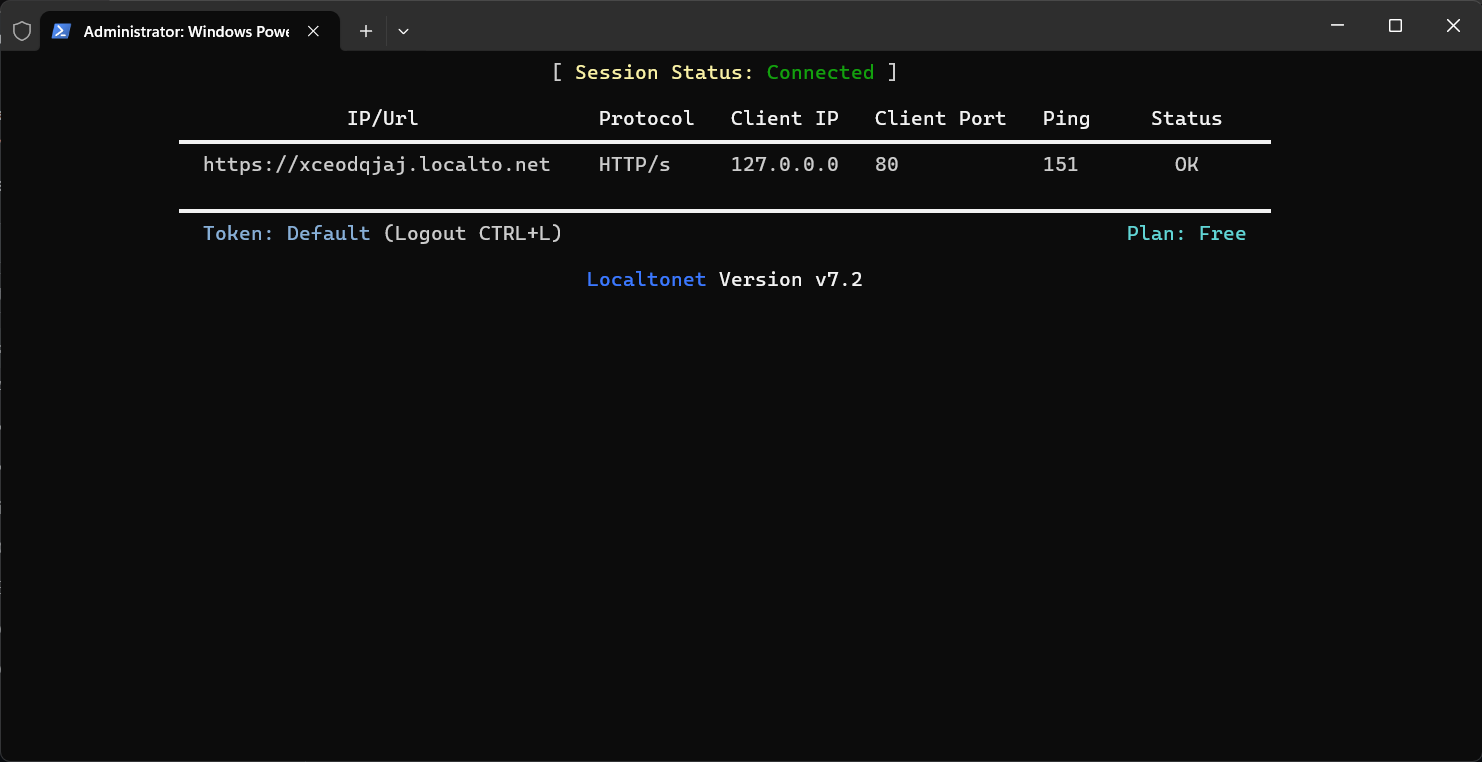 Administrator: Windows Powe
[ Session Status: Connected ]
IP/Url Protocol Client IP Client Port Ping Status
https://xceodqjaj.localto.net HTTP/s 127.0.0.0 80 151 OK
Token: Default (Logout CTRL+L) Plan: Free
Localtonet Version v7.2